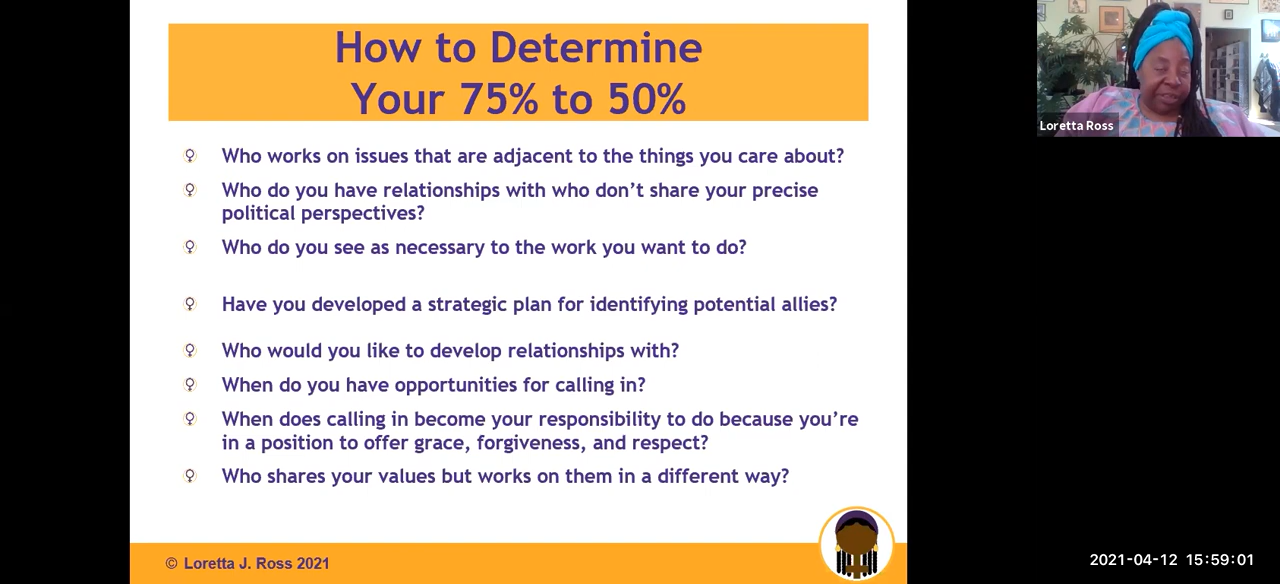 How to Determine
Your 75% to 50%
Who works on issues that are adjacent to the things you care about?
Who do you have relationships with who don’t share your precise
political perspectives?
Who do you see as necessary to the work you want to do?
Have you developed a strategic plan for identifying potential allies?
Who would you like to develop relationships with?
When do you have opportunities for calling in?
When does calling in become your responsibility to do because you’re
in a position to offer grace, forgiveness, and respect?
Who shares your values but works on them in a different way?
© Loretta J. Ross 2021
Loretta Ross
2021-04-12 15:59:01